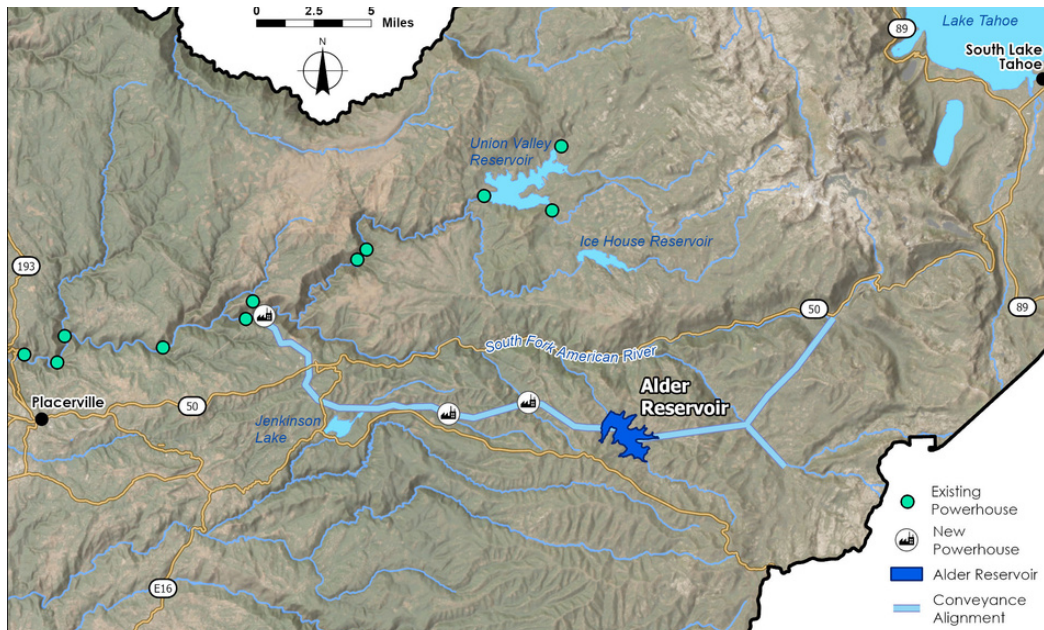 0 2.5 5
Miles
N
89
Lake Tahoe
South Lake
Tahoe
Union Valley
Reservoir
Ice House Reservoir
193
50
89
South Fork American River
Placerville
50
Alder
Reservoir
Jenkinson
Lake
E16
Existing
Powerhouse
New
Powerhouse
Alder Reservoir
Conveyance
Alignment